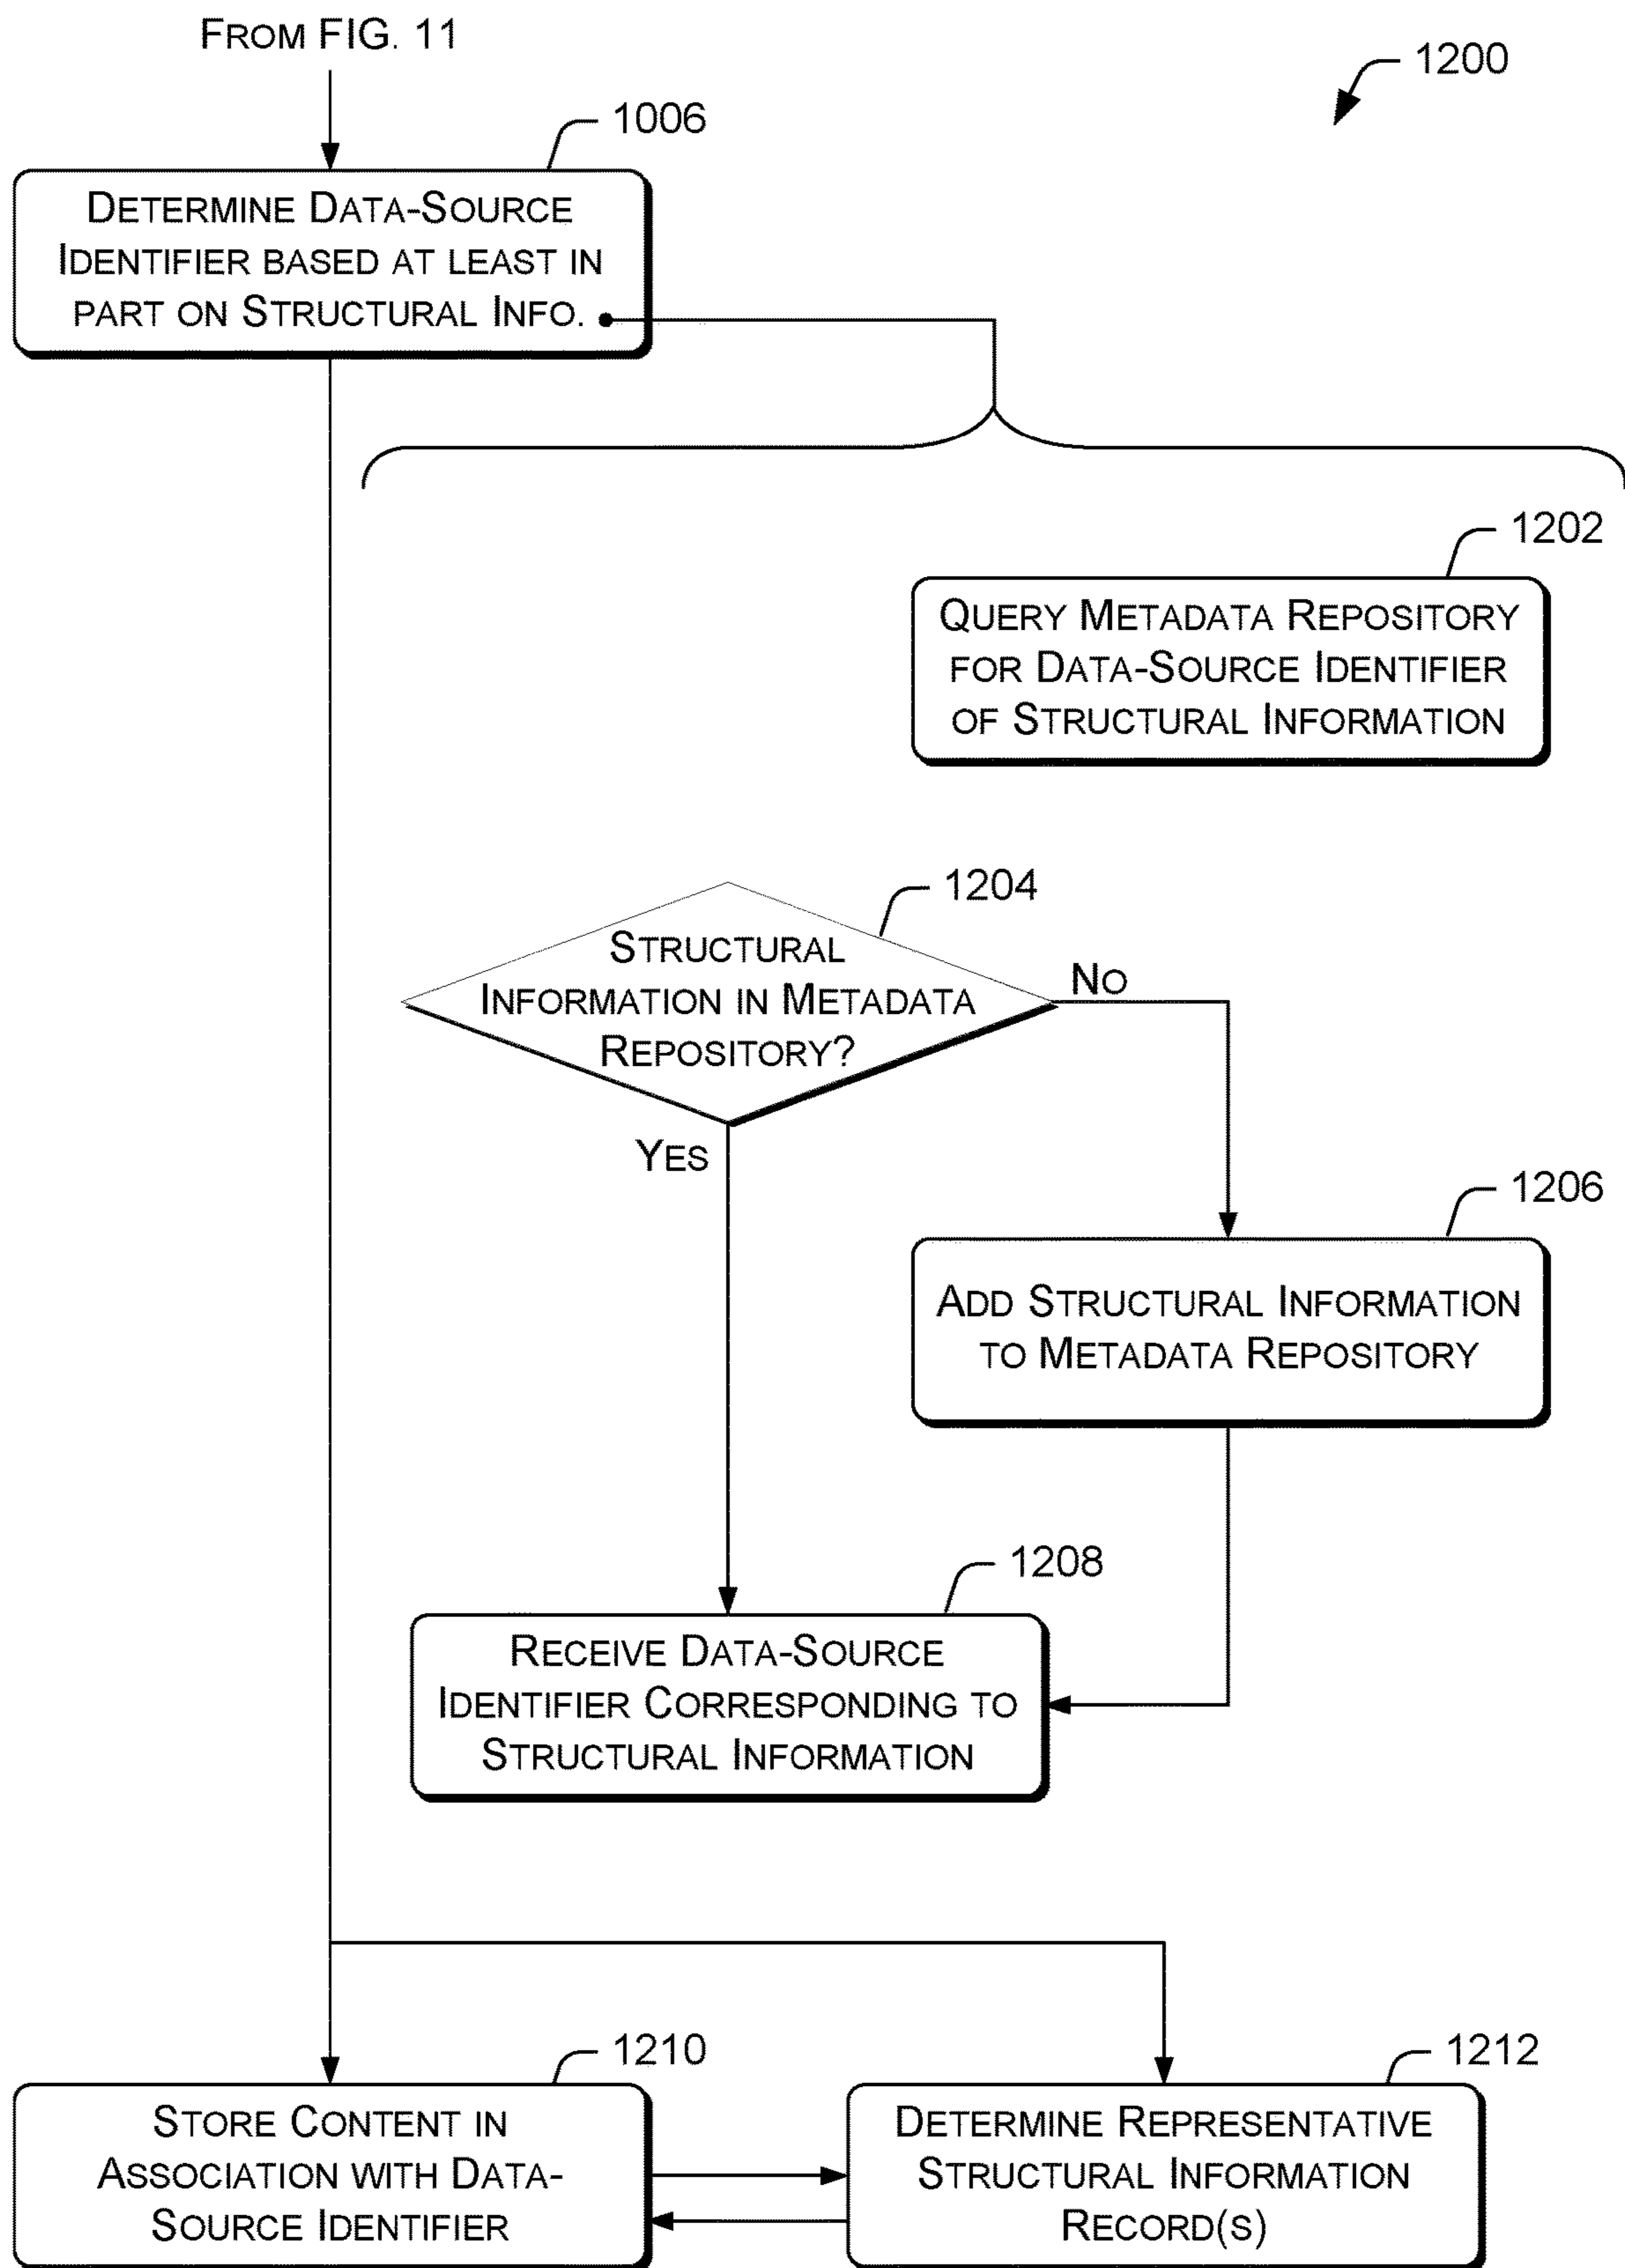 FROM FIG. 11
1200
1006
DETERMINE DATA-SOURCE
IDENTIFIER BASED AT LEAST IN
PART ON STRUCTURAL INFO.
1202
QUERY METADATA REPOSITORY
FOR DATA-SOURCE IDENTIFIER
OF STRUCTURAL INFORMATION
1204
STRUCTURAL
INFORMATION IN METADATA
REPOSITORY?
NO
YES
1206
ADD STRUCTURAL INFORMATION
TO METADATA REPOSITORY
1208
RECEIVE DATA-SOURCE
IDENTIFIER CORRESPONDING TO
STRUCTURAL INFORMATION
1210
STORE CONTENT IN
ASSOCIATION WITH DATA-
SOURCE IDENTIFIER
1212
DETERMINE REPRESENTATIVE
STRUCTURAL INFORMATION
RECORD(S)